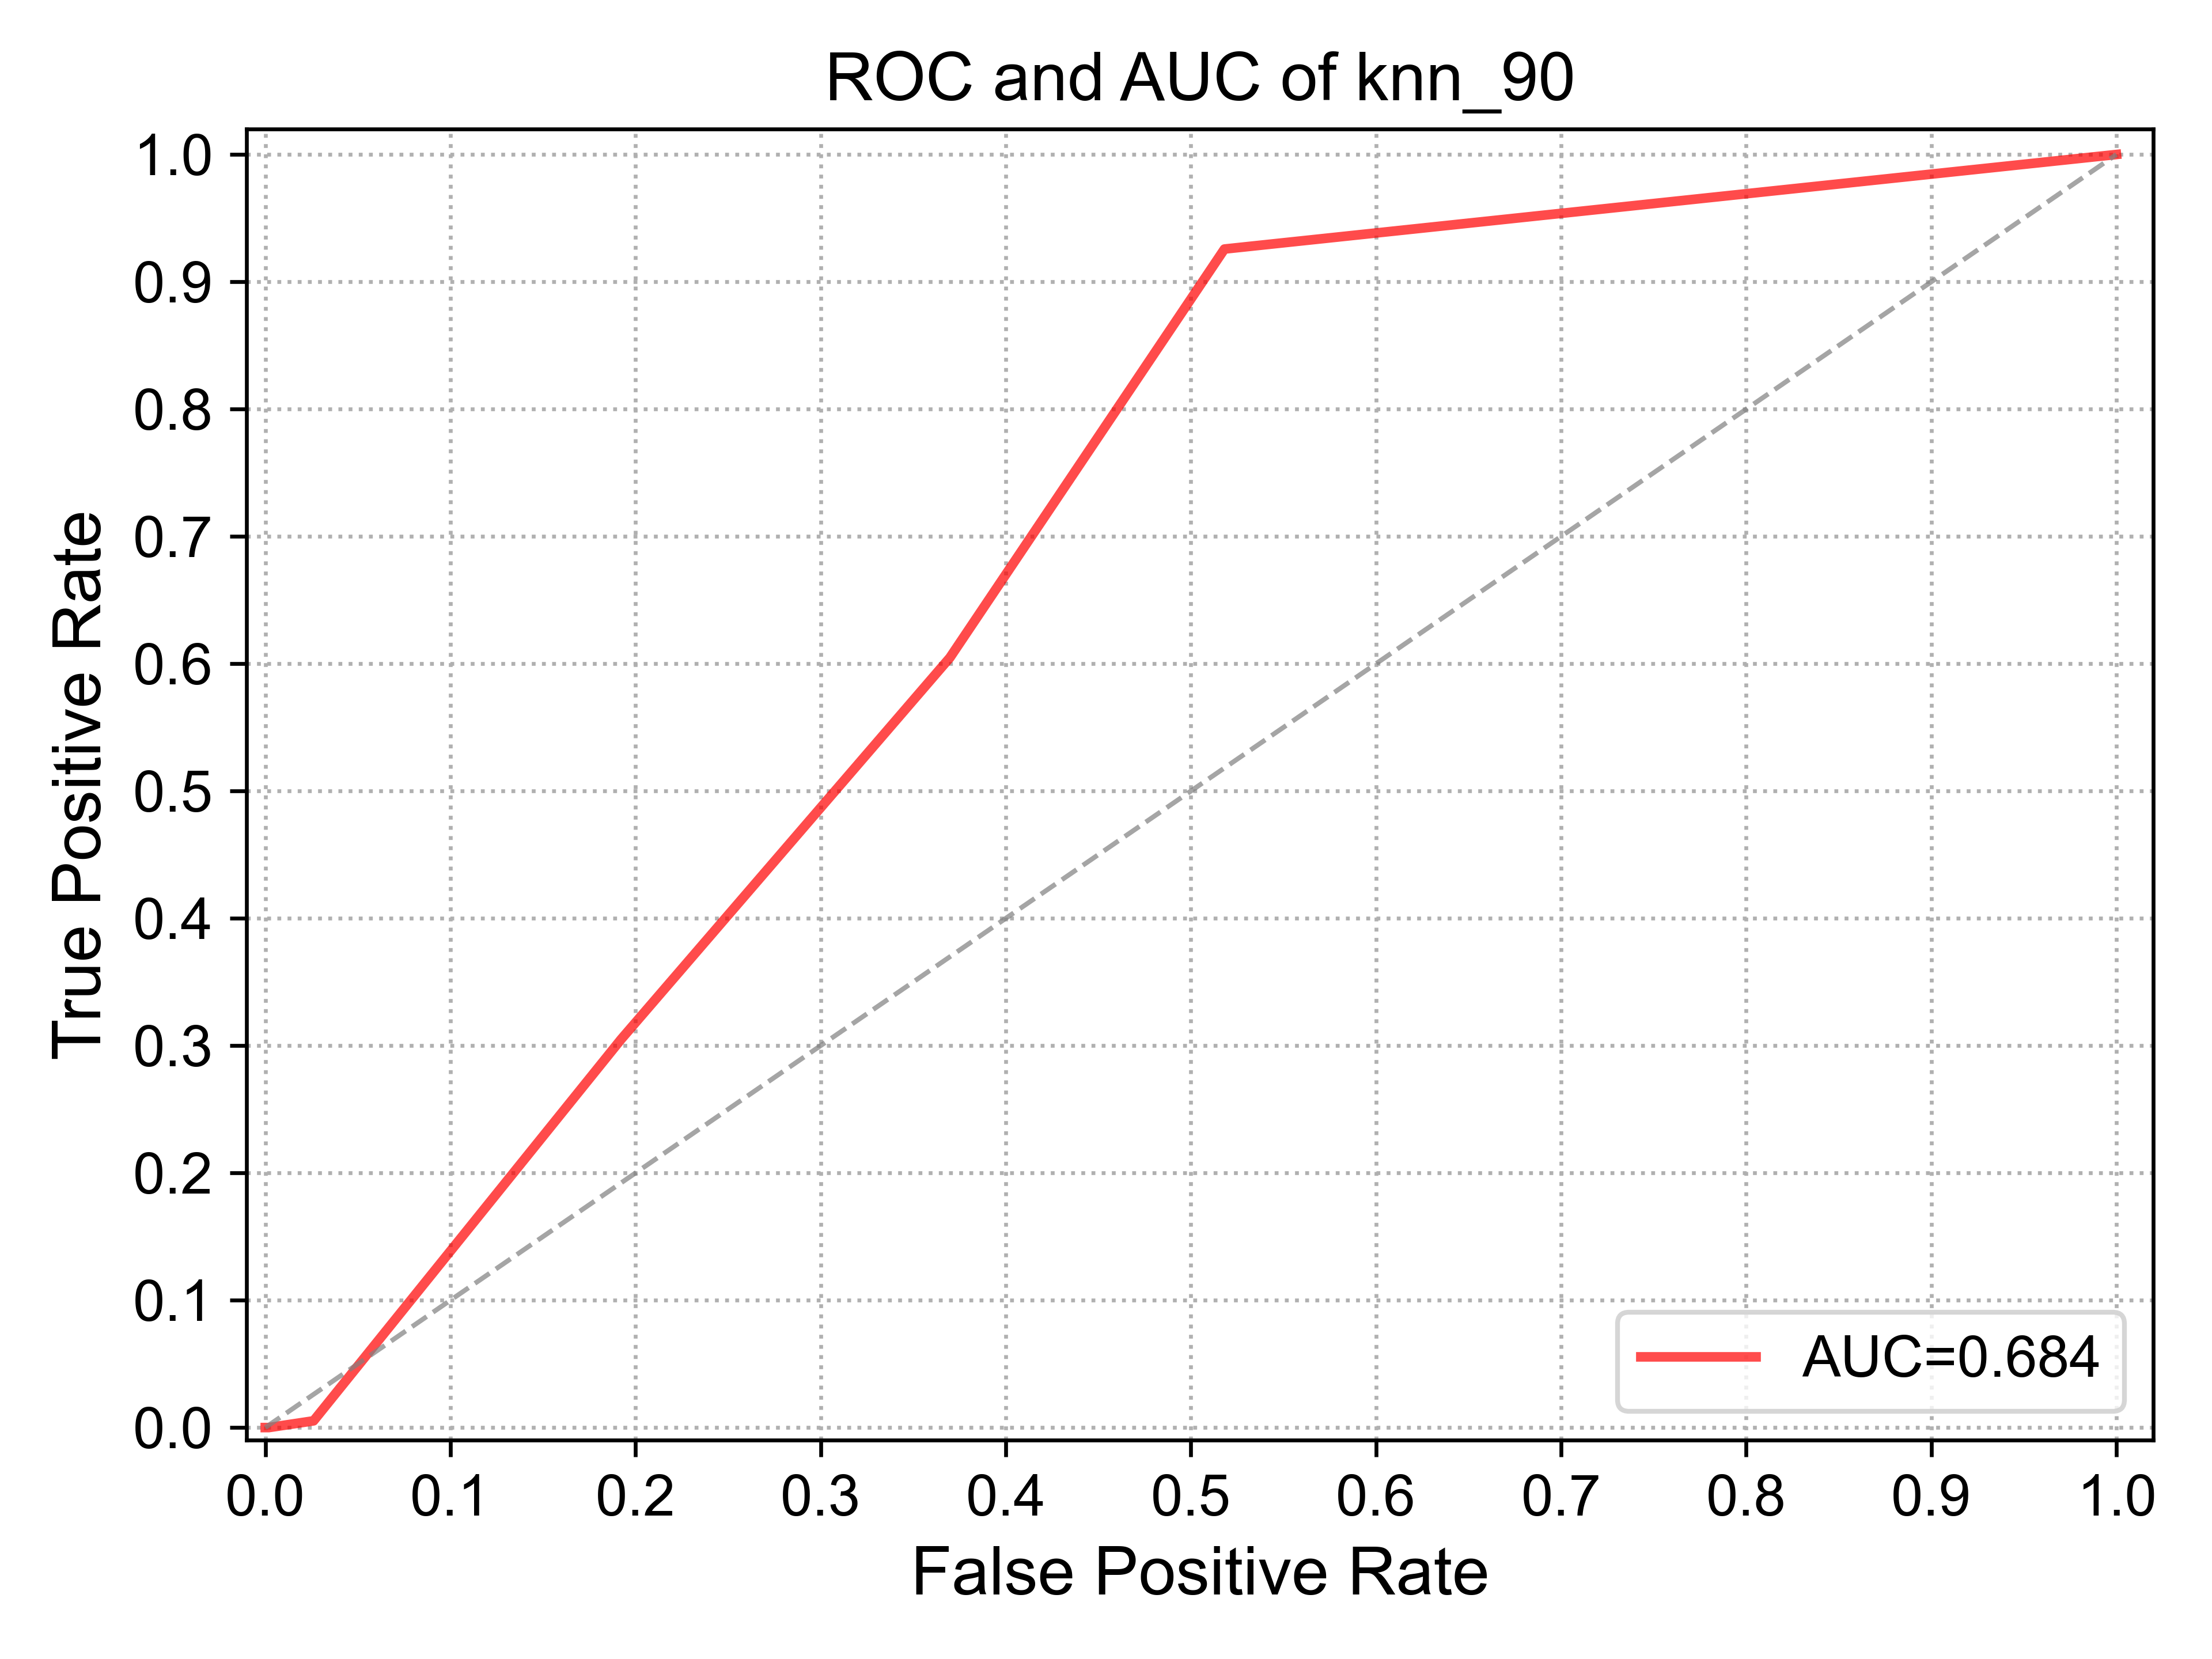 ROC and AUC of knn_90
True Positive Rate
1.0
0.9
0.8
0.7
0.6
0.5
0.4
0.3
0.2
0.1
0.0
AUC=0.684
0.0 0.1 0.2 0.3 0.4 0.5 0.6 0.7 0.8 0.9 1.0
False Positive Rate